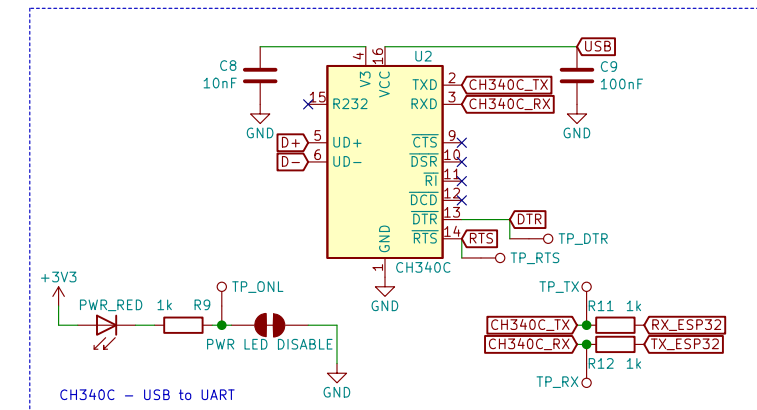 USB
U2
C8
10nF
4
16
V3
VCC
C9
100nF
TXD
2
CH340C_TX
15
R232
RXD
3
CH340C_RX
GND
GND
D+
5
UD+
CTS
9
D-
6
UD-
DSR
10
RI
11
DCD
12
DTR
13
DTR
GND
RTS
14
RTS
TP_DTR
TP_RTS
1
CH340C
GND
+3V3
TP_ONL
TP_TX
PWR_RED
1k
R9
R11 1k
CH340C_TX
RX_ESP32
PWR LED DISABLE
CH340C_RX
TX_ESP32
R12 1k
TP_RX
GND
CH340C - USB to UART